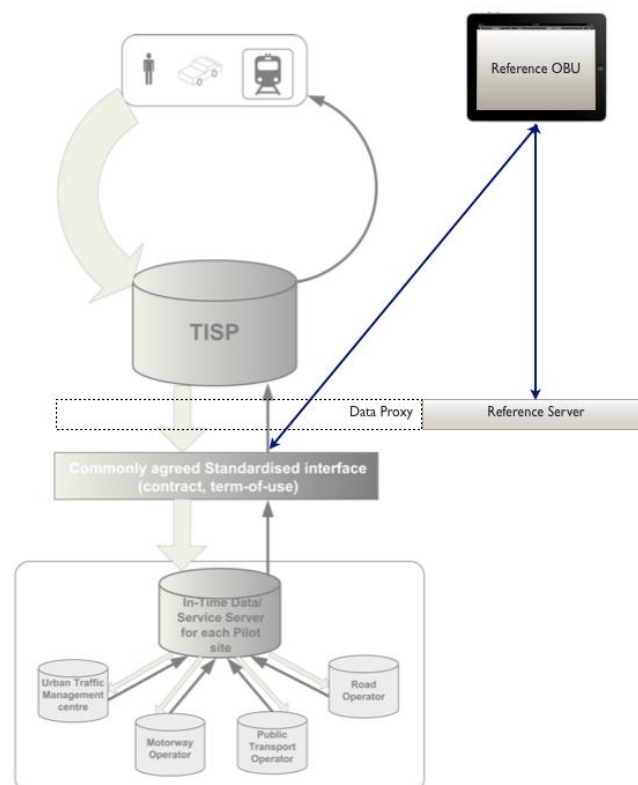 Reference OBU
TISP
Data Proxy
Reference Server
Commonly agreed Standardised interface
(contract, term-of-use)
In-Time Data/
Service Server
for each Pilot
site
Urban Traffic
Management
centre
Road
Operator
Motorway
Operator
Public
Transport
Operator